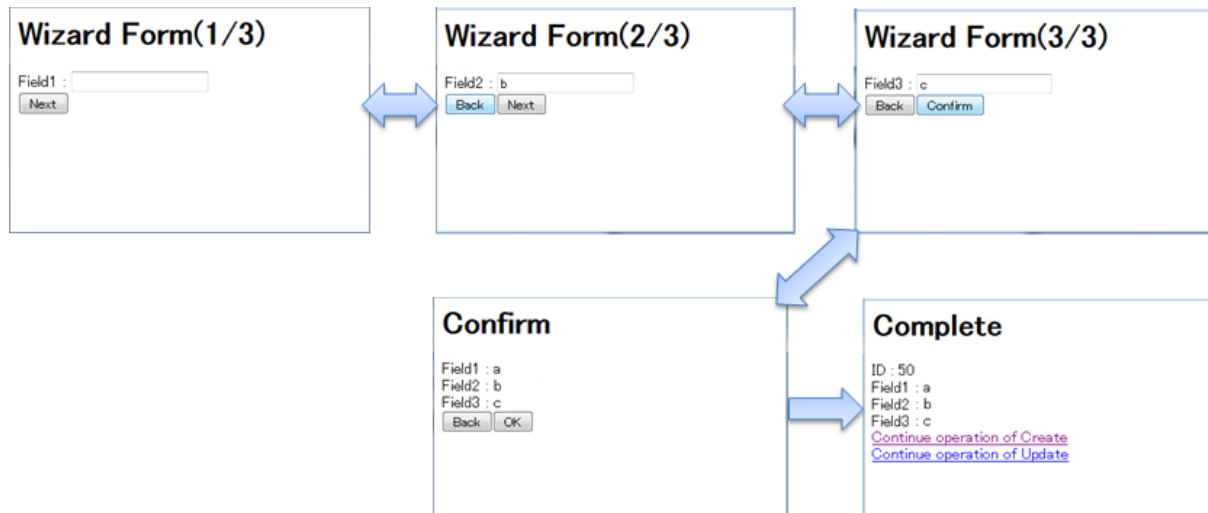 Wizard Form(1/3)
Field1 :
Next
Wizard Form(2/3)
Field2 : b
Back Next
Wizard Form(3/3)
Field3 : c
Back Confirm
Confirm
Field1 : a
Field2 : b
Field3 : c
Back OK
Complete
ID : 50
Field1 : a
Field2 : b
Field3 : c
Continue operation of Create
Continue operation of Update